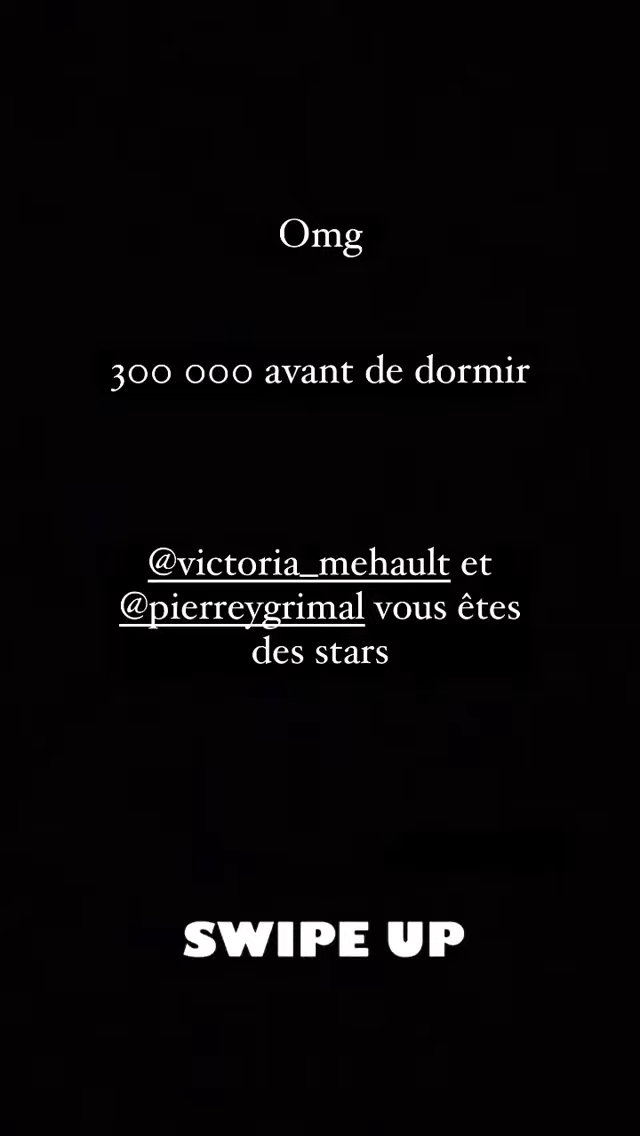 Omg
300 000 avant de dormir
@victoria_mehault et
@pierreygrimal vous êtes
des stars
SWIPE UP